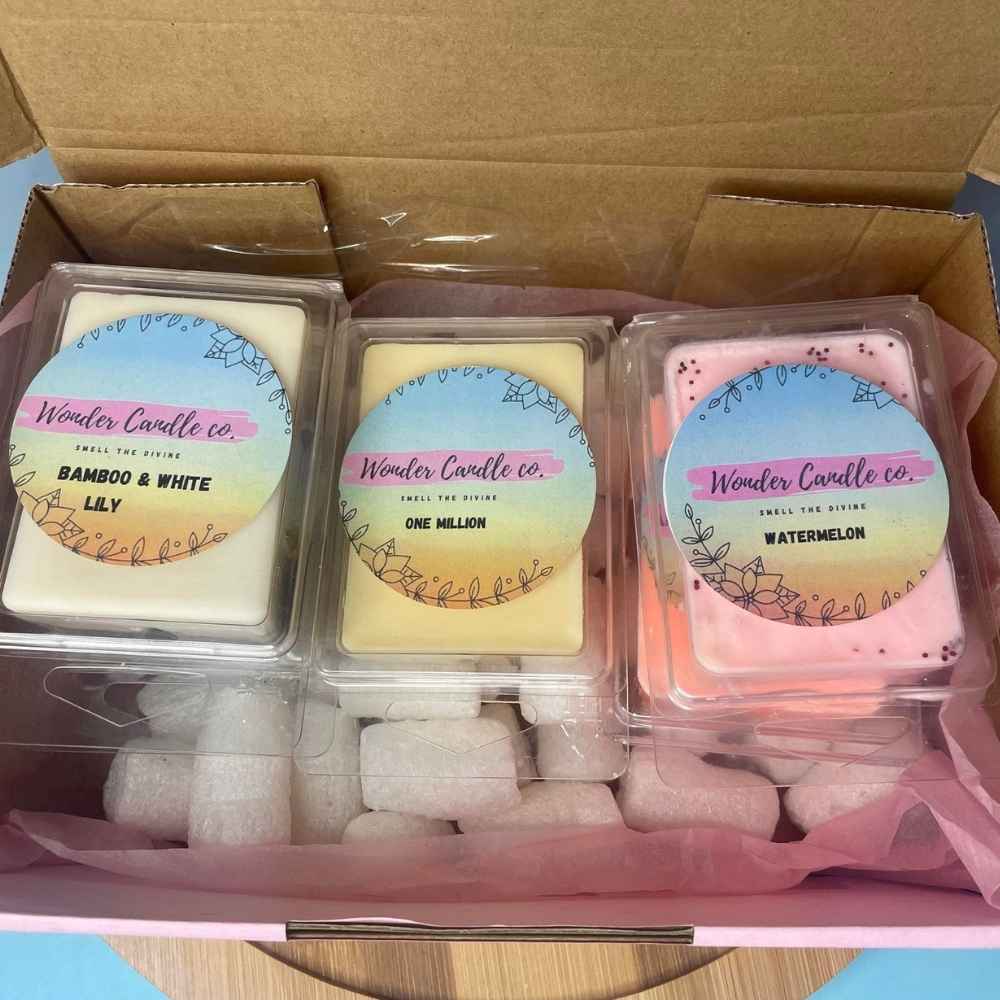 Wonder Candle co.
SMELL THE DIVINE
BAMBOO & WHITE
LILY
Wonder Candle co.
SMELL THE DIVINE
ONE MILLION
Wonder Candle co.
SMELL THE DIVINE
WATERMELON